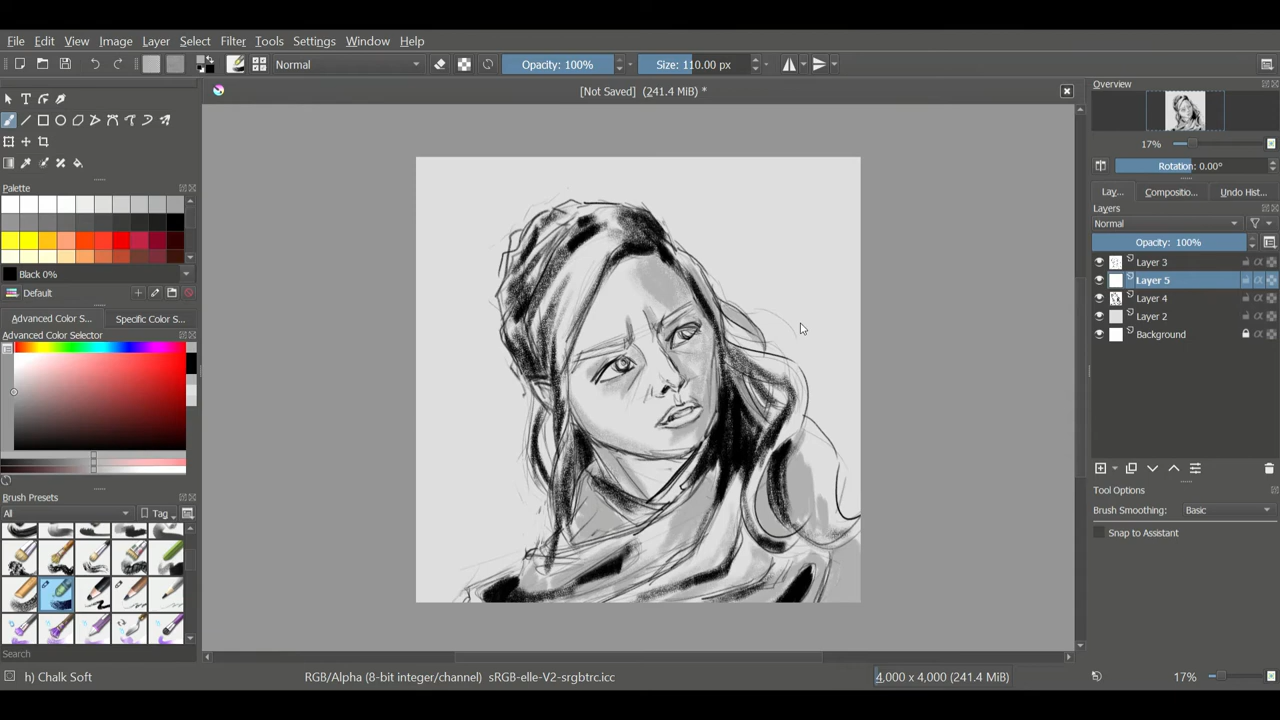 File Edit View Image Layer Select Filter Tools Settings Window Help
Normal Opacity: 100% Size: 110.00 px
[Not Saved] (241.4 MiB) *
Overview
17%
Rotation: 0.00°
Palette
Lay... Compositio... Undo Hist...
Layers
Normal
Opacity: 100%
Layer 3
Layer 5
Layer 4
Layer 2
Background
Black 0%
Default
Advanced Color S... Specific Color S...
Advanced Color Selector
Tool Options
Brush Smoothing: Basic
Snap to Assistant
Brush Presets
All Tag
Search
h) Chalk Soft RGB/Alpha (8-bit integer/channel) sRGB-elle-V2-srgbtrc.icc 4,000 x 4,000 (241.4 MiB) 17%